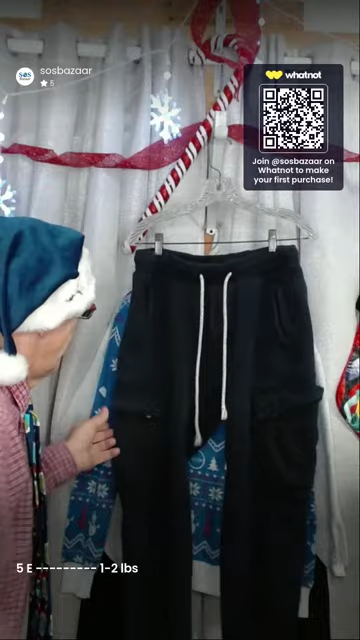 sosbazaar
5
whatnot
Join @sosbazaar on
Whatnot to make
your first purchase!
5 E --------- 1-2 lbs